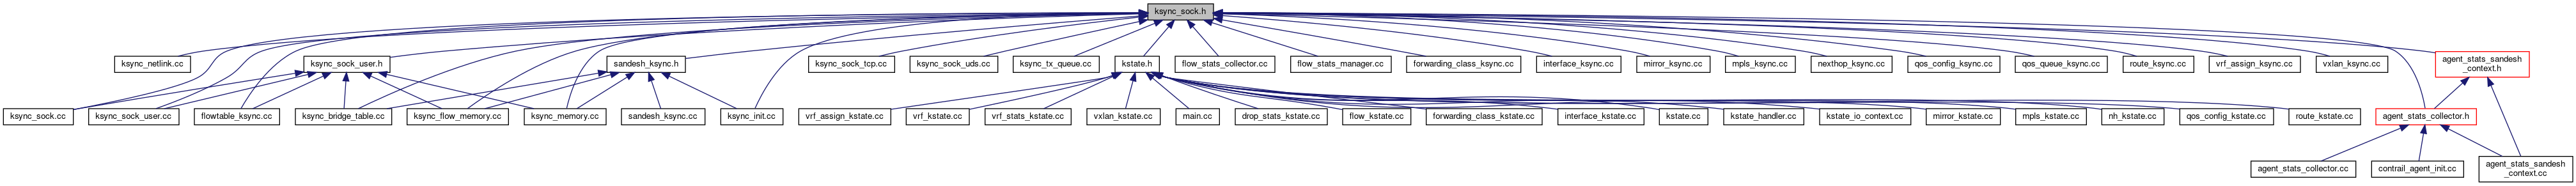 ksync_sock.h
ksync_netlink.cc
ksync_sock_user.h
sandesh_ksync.h
ksync_sock_tcp.cc
ksync_sock_uds.cc
ksync_tx_queue.cc
kstate.h
flow_stats_collector.cc
flow_stats_manager.cc
forwarding_class_ksync.cc
interface_ksync.cc
mirror_ksync.cc
mpls_ksync.cc
nexthop_ksync.cc
qos_config_ksync.cc
qos_queue_ksync.cc
route_ksync.cc
vrf_assign_ksync.cc
vxlan_ksync.cc
agent_stats_sandesh
_context.h
ksync_sock.cc
ksync_sock_user.cc
flowtable_ksync.cc
ksync_bridge_table.cc
ksync_flow_memory.cc
ksync_memory.cc
sandesh_ksync.cc
ksync_init.cc
vrf_assign_kstate.cc
vrf_kstate.cc
vrf_stats_kstate.cc
vxlan_kstate.cc
main.cc
drop_stats_kstate.cc
flow_kstate.cc
forwarding_class_kstate.cc
interface_kstate.cc
kstate.cc
kstate_handler.cc
kstate_io_context.cc
mirror_kstate.cc
mpls_kstate.cc
nh_kstate.cc
qos_config_kstate.cc
route_kstate.cc
agent_stats_collector.h
agent_stats_collector.cc
contrail_agent_init.cc
agent_stats_sandesh
_context.cc